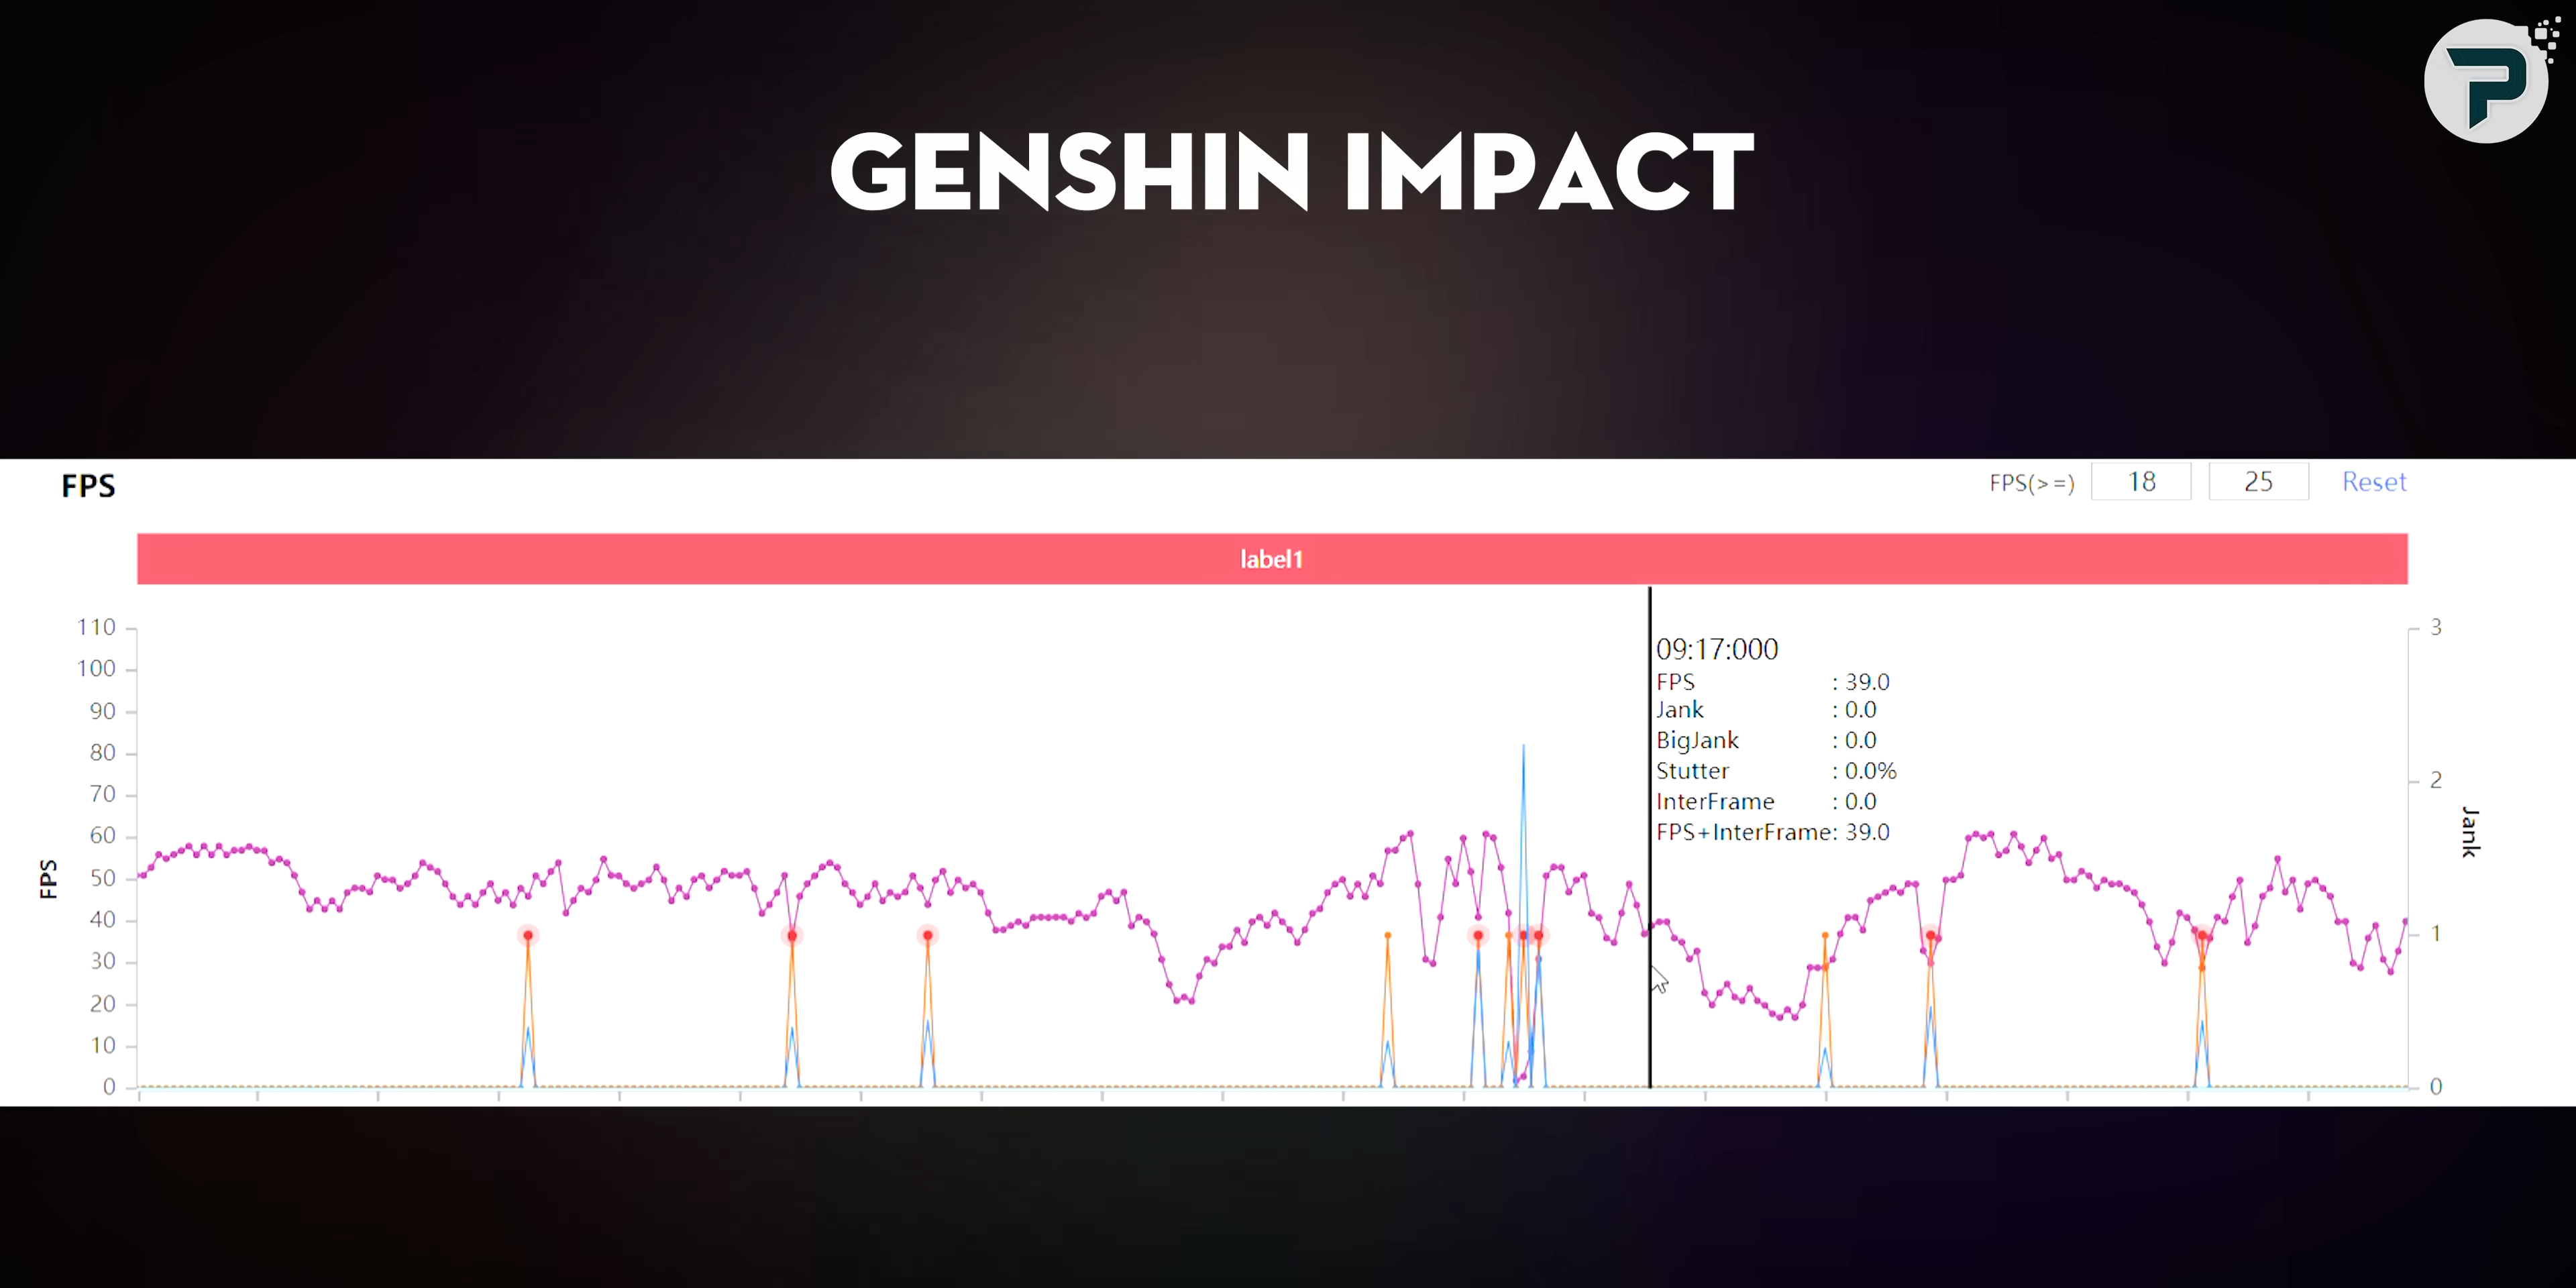 P
GENSHIN IMPACT
FPS
FPS(>=) 18 25 Reset
label1
110
100
90
80
70
60
50
40
30
20
10
0
FPS
09:17:000
FPS : 39.0
Jank : 0.0
BigJank : 0.0
Stutter : 0.0%
InterFrame : 0.0
FPS+InterFrame: 39.0
3
2
1
0
Jank